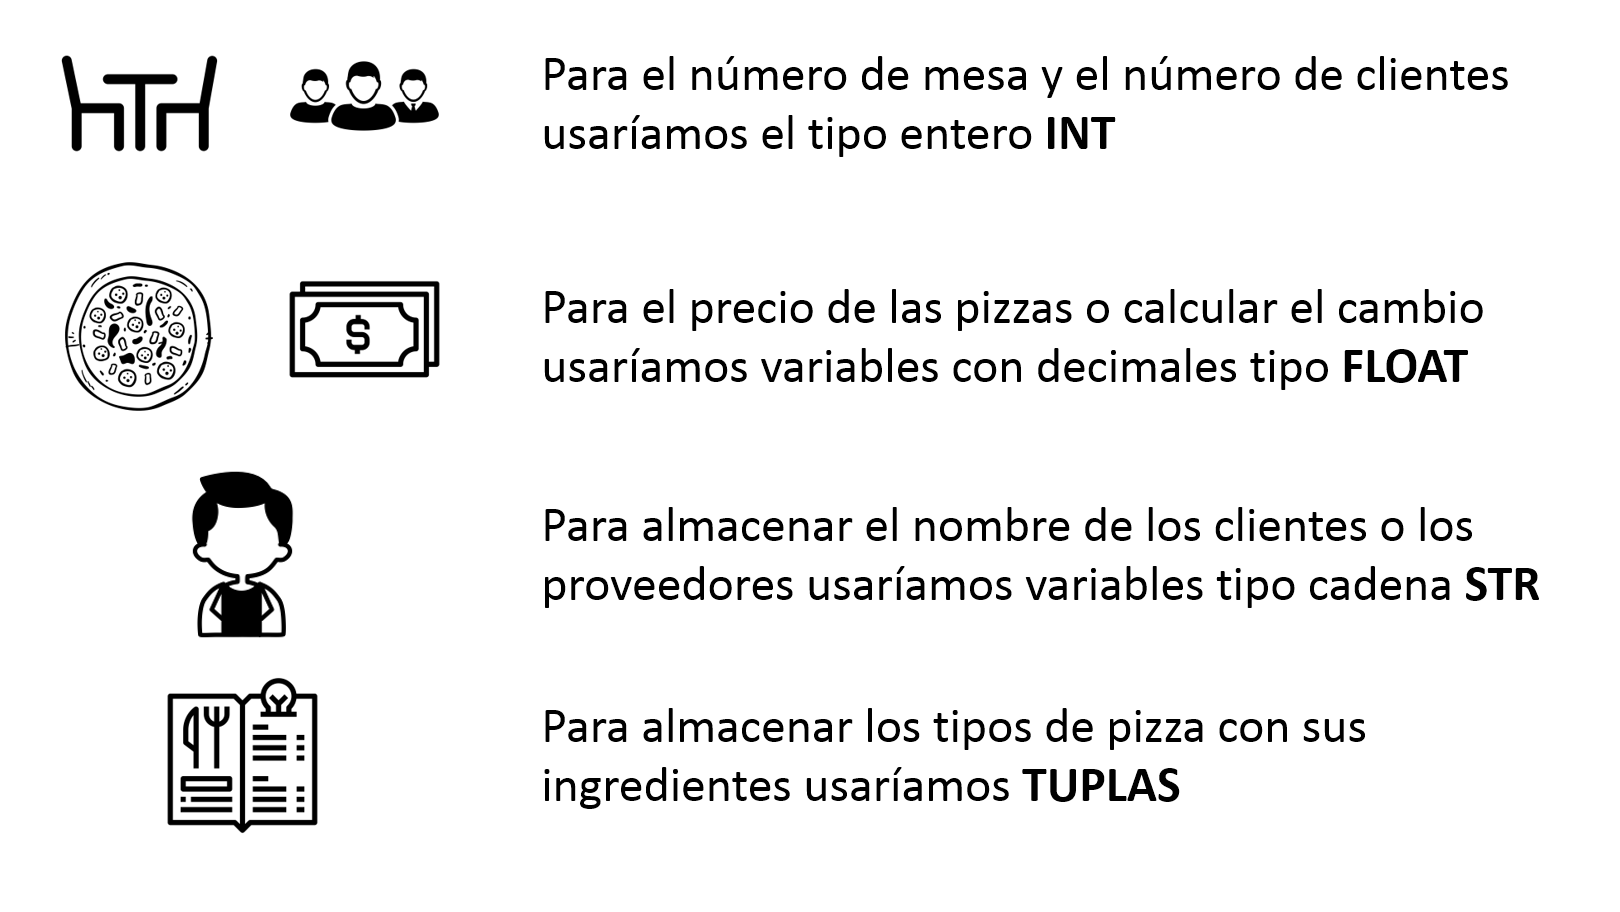 Para el número de mesa y el número de clientes
usaríamos el tipo entero INT
$
Para el precio de las pizzas o calcular el cambio
usaríamos variables con decimales tipo FLOAT
Para almacenar el nombre de los clientes o los
proveedores usaríamos variables tipo cadena STR
Para almacenar los tipos de pizza con sus
ingredientes usaríamos TUPLAS